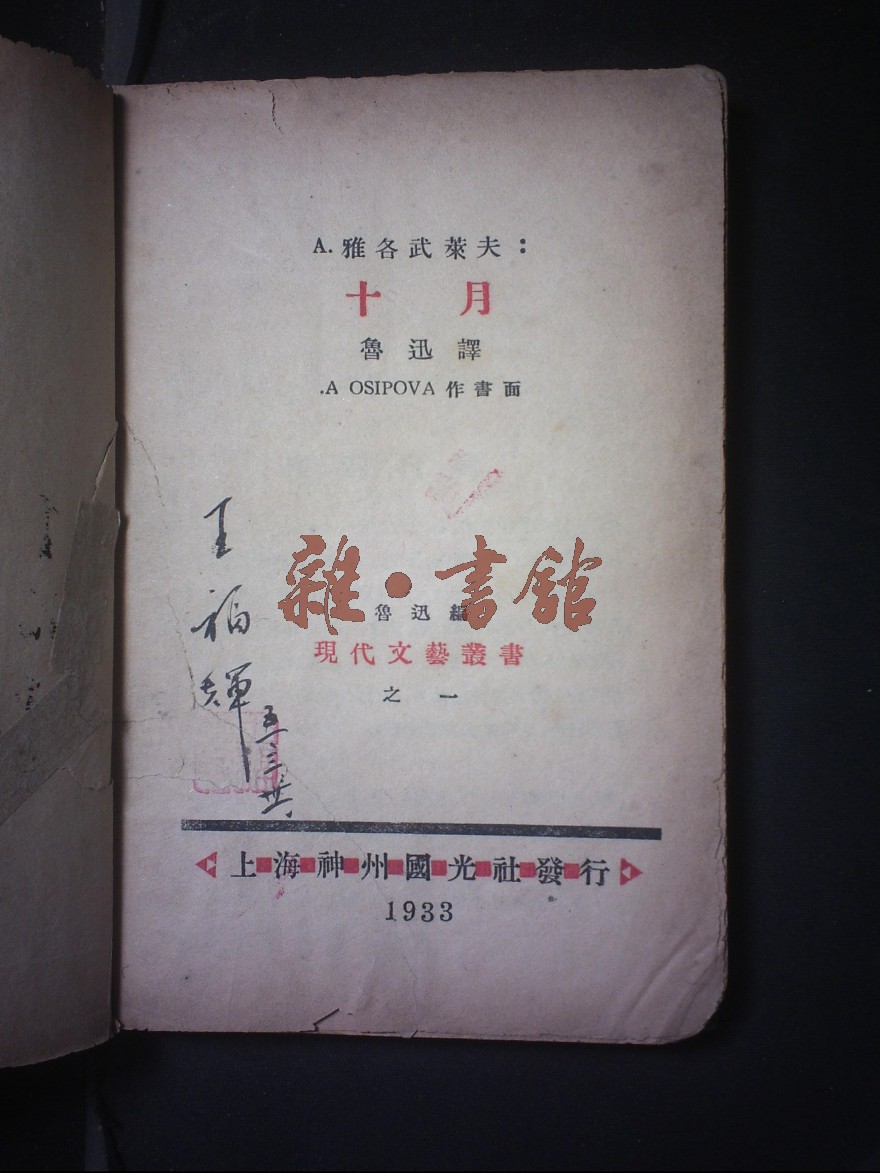 A. 雅各武萊夫：
十月
魯迅譯
.A OSIPOVA 作書面
雜·書館
魯迅編
現代文藝叢書
之一
王福輝
五三
上海神州國光社發行
1933